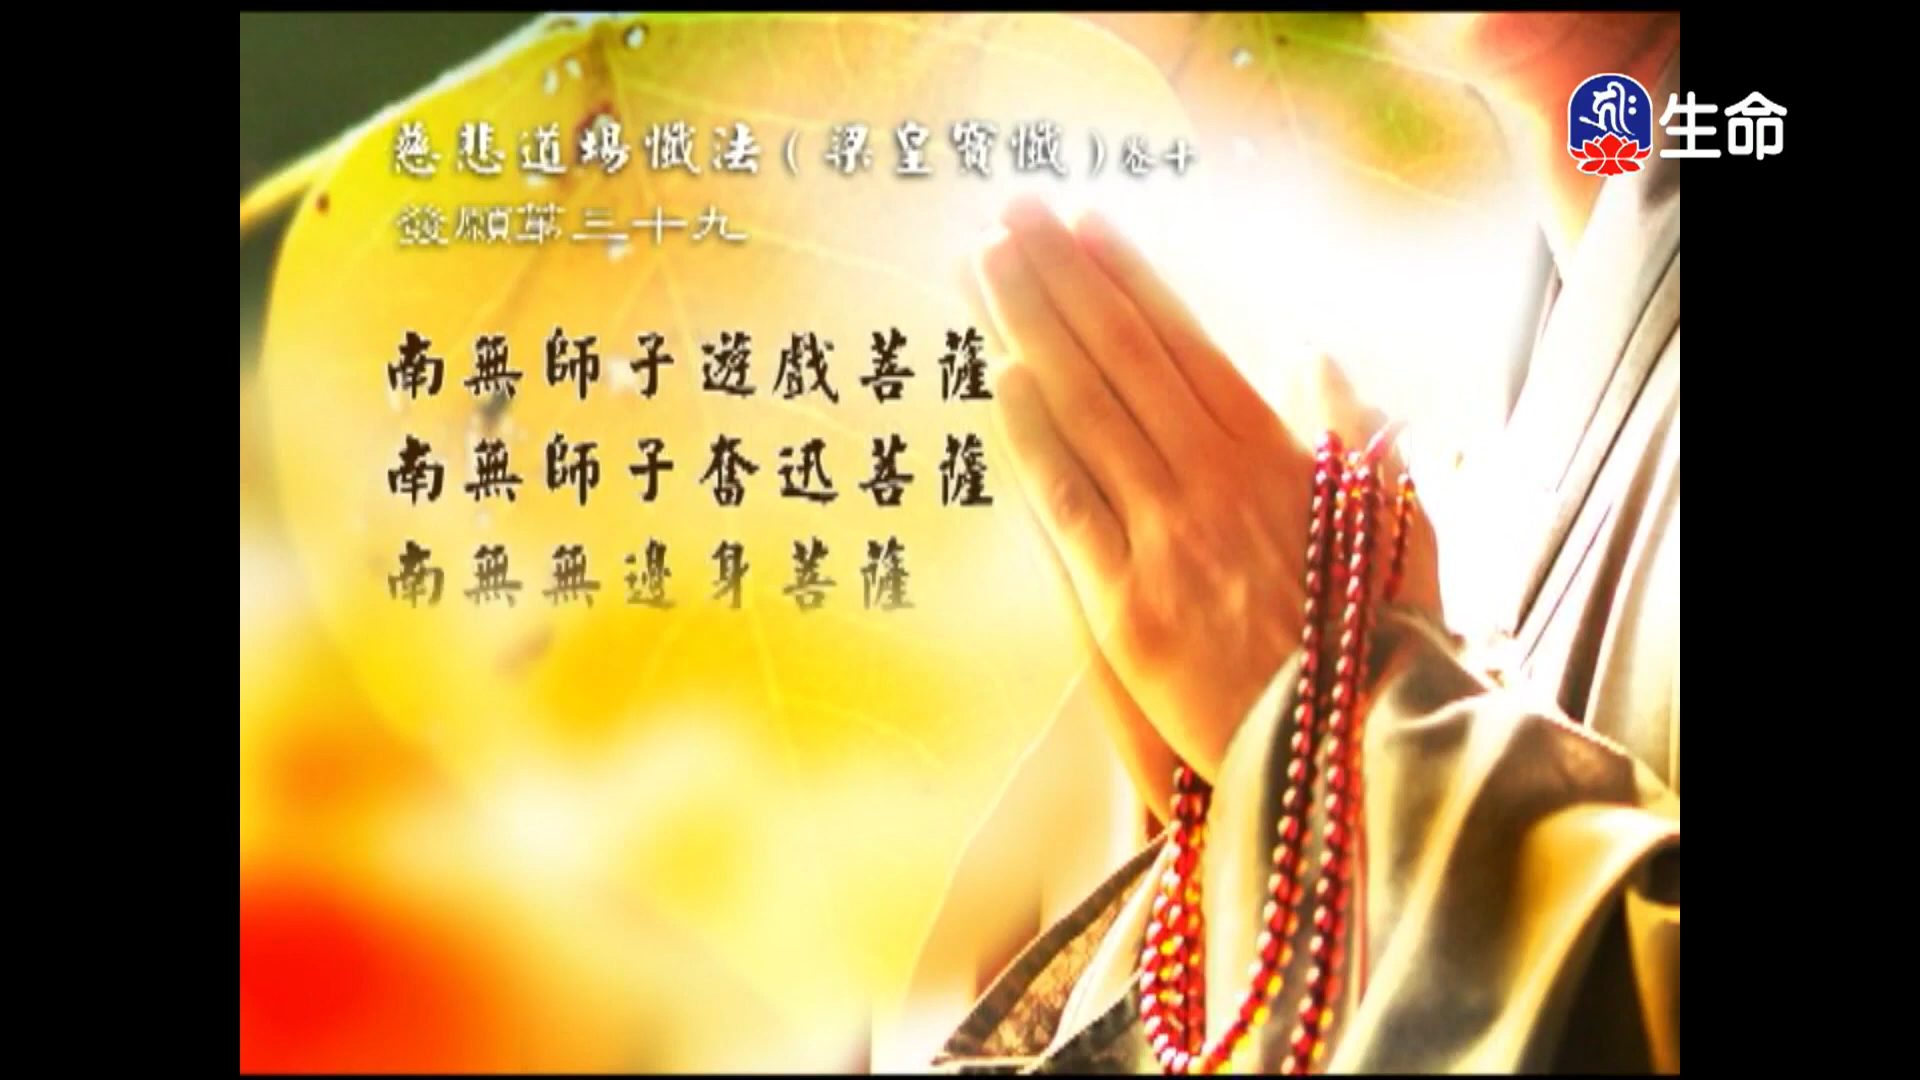 生命
慈悲道場懺法(梁皇寶懺)卷十
發願第三十九
南無師子遊戲菩薩
南無師子奮迅菩薩
南無無邊身菩薩